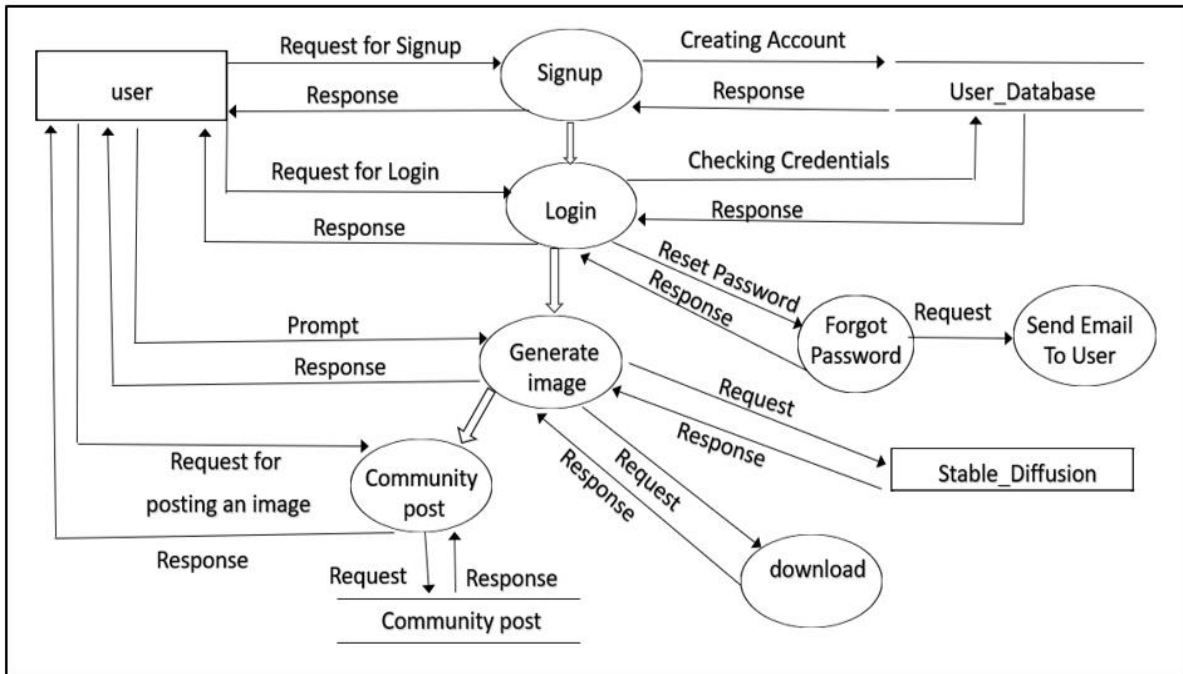 Request for Signup
Signup
Creating Account
user
Response
Response
User_Database
Request for Login
Checking Credentials
Login
Response
Response
Reset Password
Response
Prompt
Forgot
Password
Request
Send Email
To User
Response
Generate
image
Request
Response
Stable_Diffusion
Request for
posting an image
Community
post
Request
Response
download
Response
Request
Response
Community post